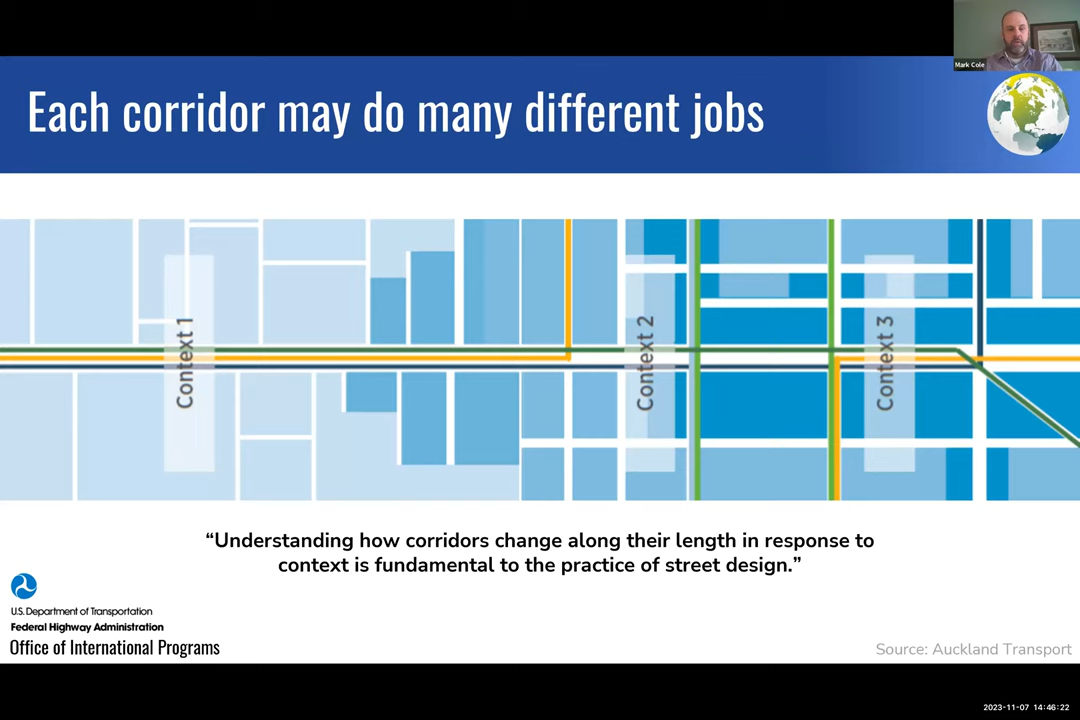 Mark Cole
Each corridor may do many different jobs
Context 1
Context 2
Context 3
“Understanding how corridors change along their length in response to
context is fundamental to the practice of street design.”
U.S. Department of Transportation
Federal Highway Administration
Office of International Programs
Source: Auckland Transport
2023-11-07 14:46:22